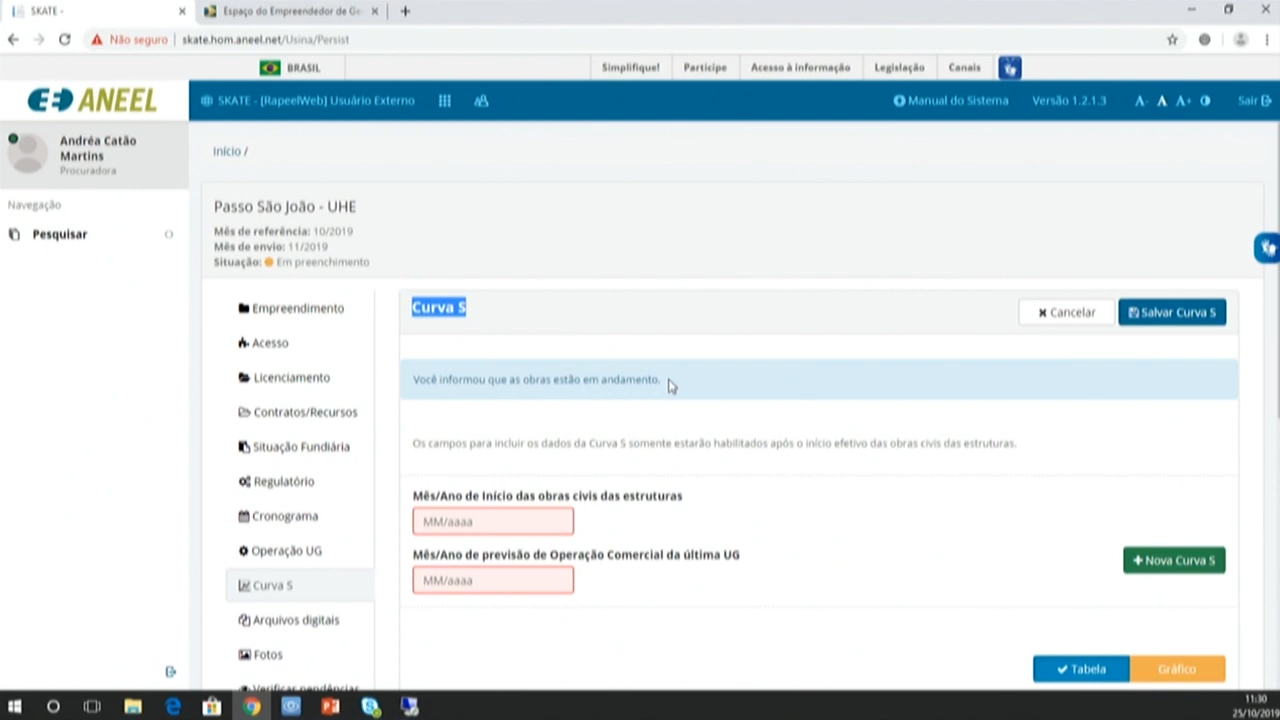 SKATE -
Espaço do Empreendedor de Ge
Não seguro
skate.hom.aneel.net/Usina/Persist
BRASIL
Simplifique!
Participe
Acesso à informação
Legislação
Canais
ANEEL
SKATE - [RapeelWeb] Usuário Externo
Manual do Sistema
Versão 1.2.1.3
A-
A
A+
Sair
Andréa Catão
Martins
Procuradora
Navegação
Pesquisar
Início /
Passo São João - UHE
Mês de referência: 10/2019
Mês de envio: 11/2019
Situação: Em preenchimento
Empreendimento
Acesso
Licenciamento
Contratos/Recursos
Situação Fundiária
Regulatório
Cronograma
Operação UG
Curva S
Arquivos digitais
Fotos
Verificar pendências
Curva S
Cancelar
Salvar Curva S
Você informou que as obras estão em andamento.
Os campos para incluir os dados da Curva S somente estarão habilitados após o início efetivo das obras civis das estruturas.
Mês/Ano de Início das obras civis das estruturas
MM/aaaa
Mês/Ano de previsão de Operação Comercial da última UG
MM/aaaa
Nova Curva S
Tabela
Gráfico
11:30
25/10/2019